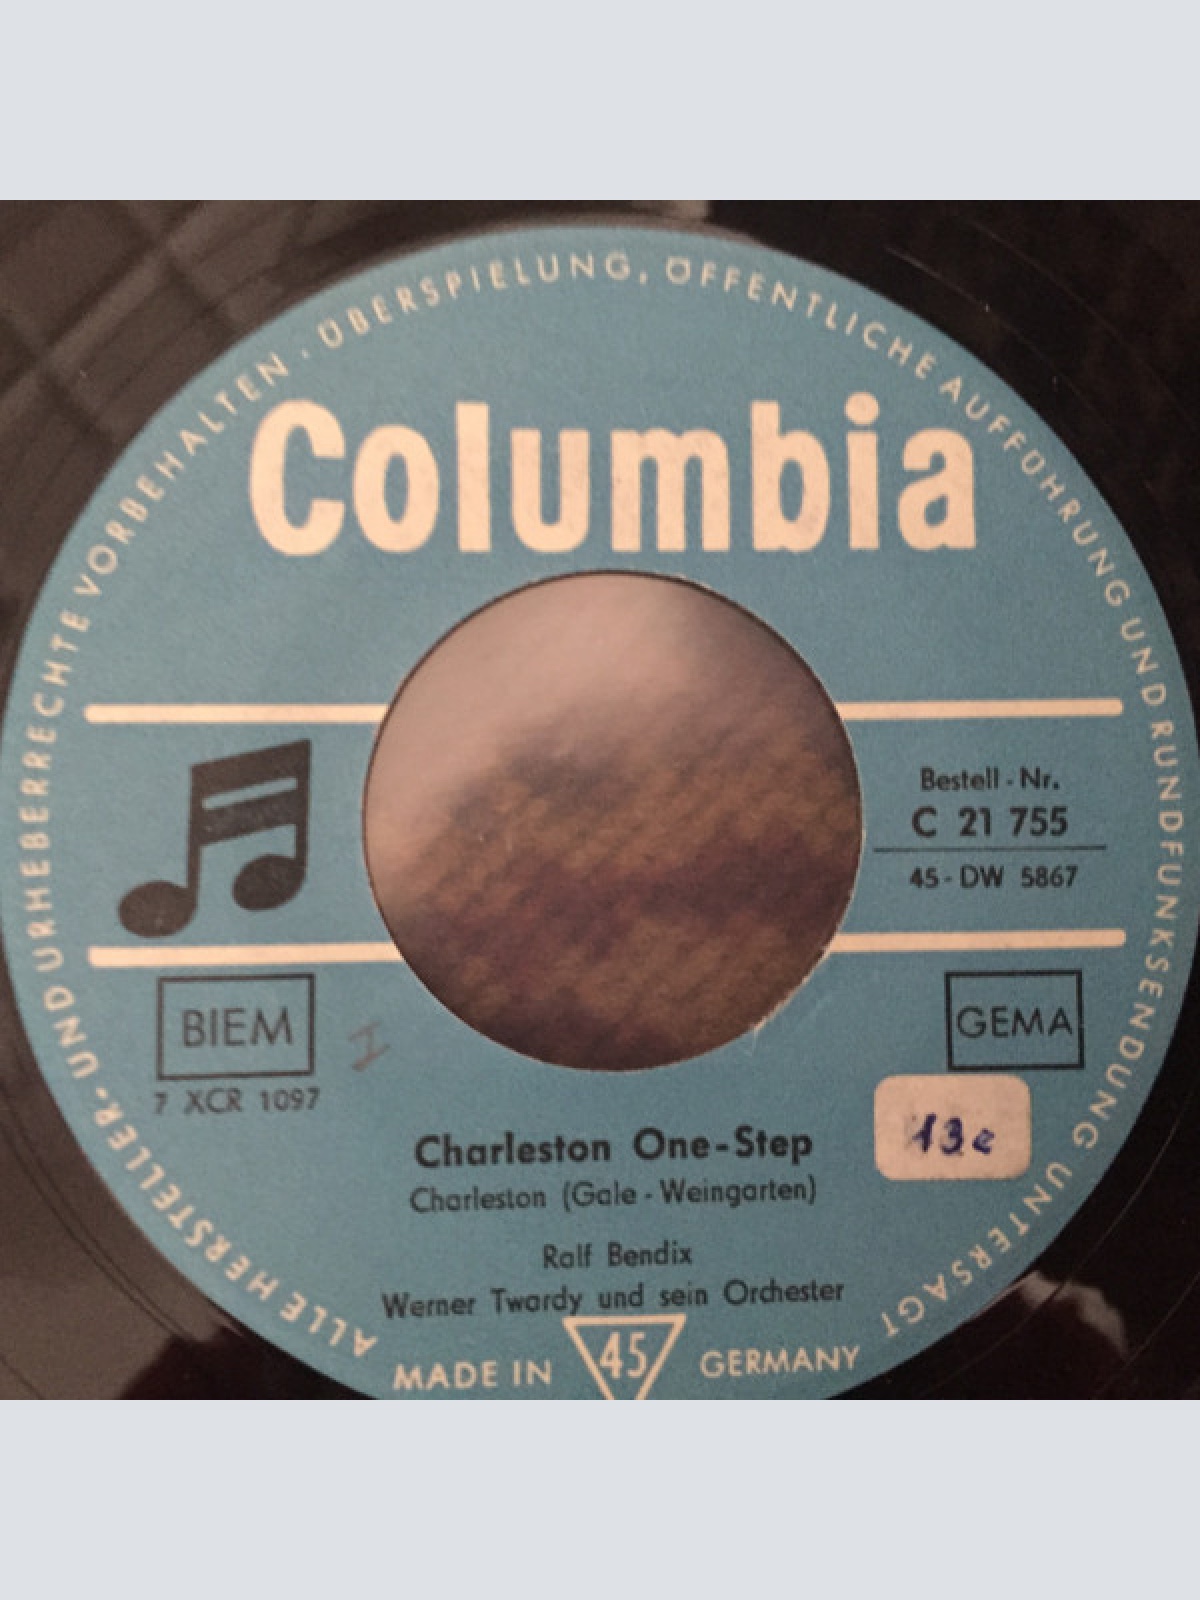 ALLE HERSTELLER- UND URHEBERRECHTE VORBEHALTEN · ÜBERSPIELUNG, ÖFFENTLICHE AUFFÜHRUNG UND RUNDFUNKSENDUNG UNTERSAGT
Columbia
Bestell-Nr.
C 21 755
45-DW 5867
BIEM
GEMA
7 XCR 1097
I
13e
Charleston One-Step
Charleston (Gale-Weingarten)
Ralf Bendix
Werner Twardy und sein Orchester
MADE IN 45 GERMANY